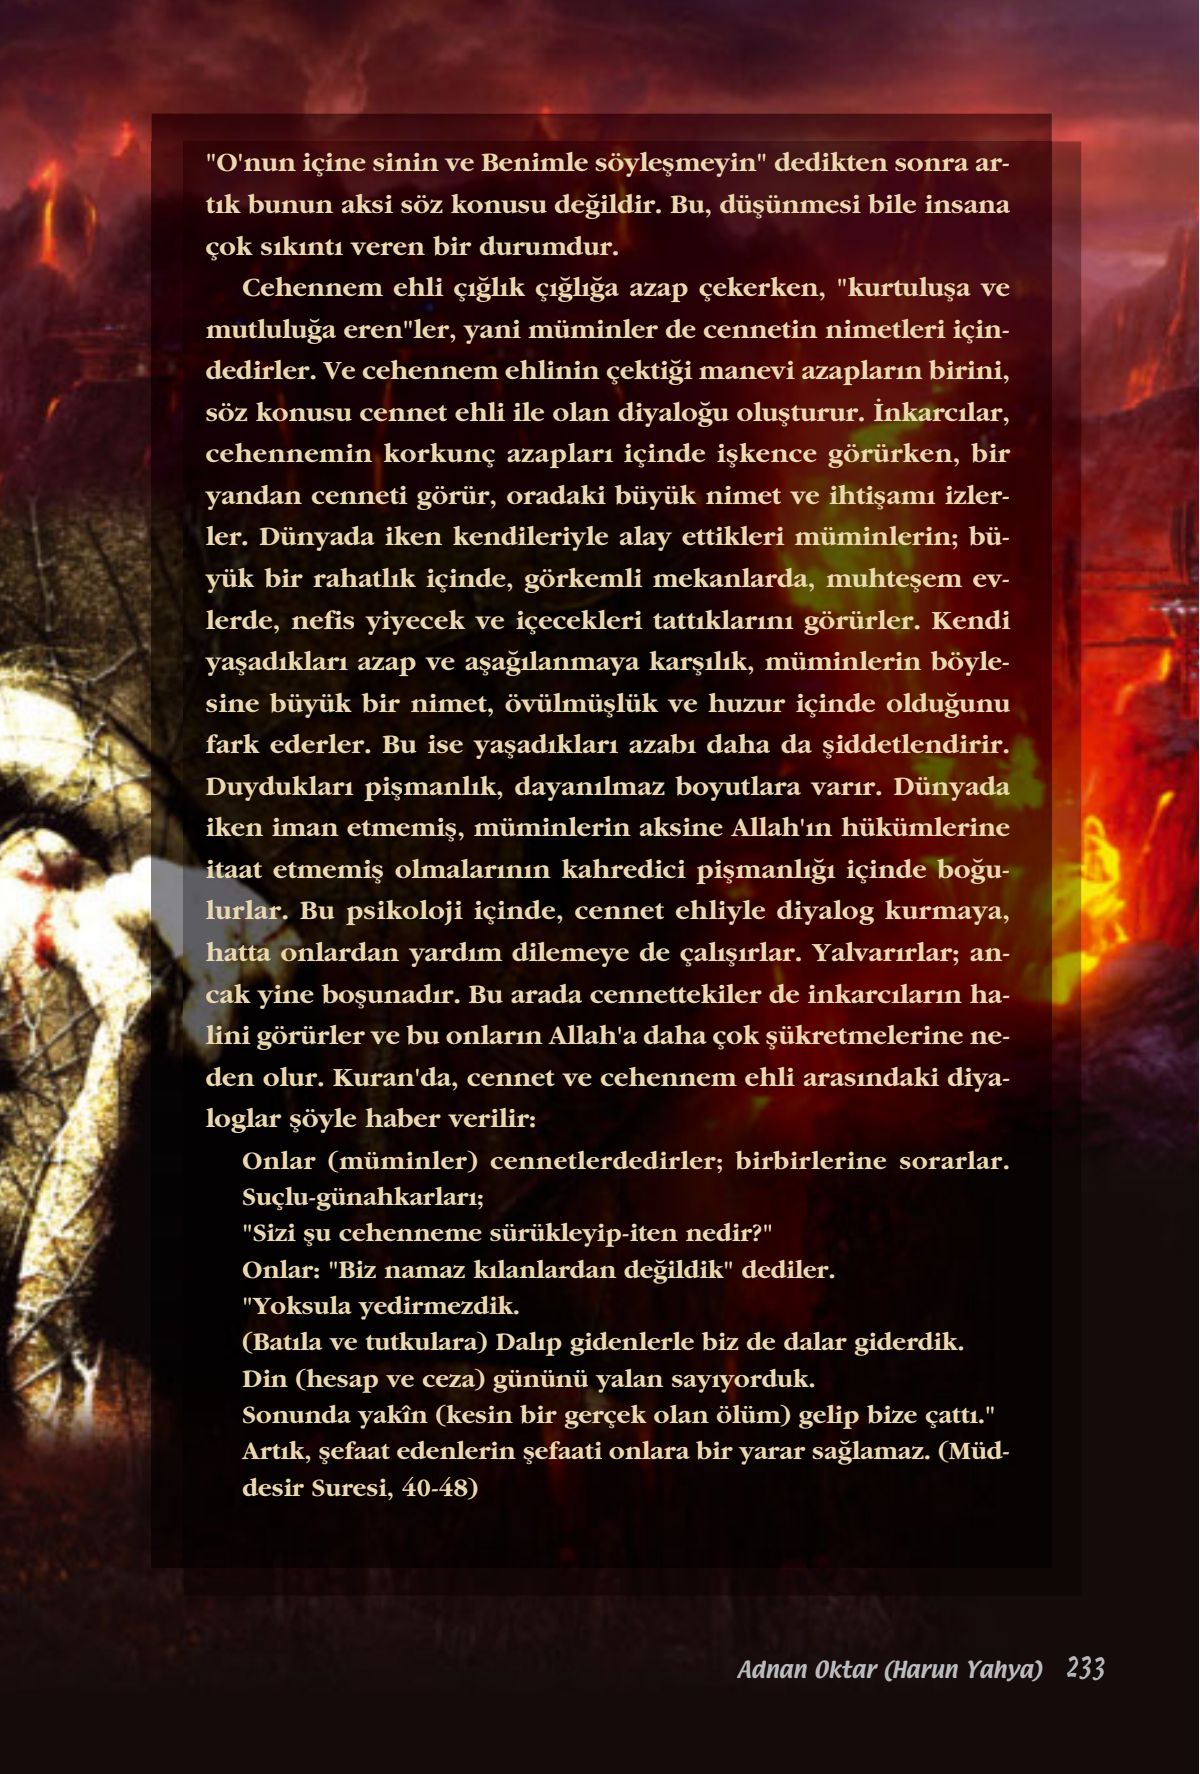 "O'nun içine sinin ve Benimle söyleşmeyin" dedikten sonra ar-
tık bunun aksi söz konusu değildir. Bu, düşünmesi bile insana
çok sıkıntı veren bir durumdur.
Cehennem ehli çığlık çığlığa azap çekerken, "kurtuluşa ve
mutluluğa eren"ler, yani müminler de cennetin nimetleri için-
dedirler. Ve cehennem ehlinin çektiği manevi azapların birini,
söz konusu cennet ehli ile olan diyaloğu oluşturur. İnkarcılar,
cehennemin korkunç azapları içinde işkence görürken, bir
yandan cenneti görür, oradaki büyük nimet ve ihtişamı izler-
ler. Dünyada iken kendileriyle alay ettikleri müminlerin; bü-
yük bir rahatlık içinde, görkemli mekanlarda, muhteşem ev-
lerde, nefis yiyecek ve içecekleri tattıklarını görürler. Kendi
yaşadıkları azap ve aşağılanmaya karşılık, müminlerin böyle-
sine büyük bir nimet, övülmüşlük ve huzur içinde olduğunu
fark ederler. Bu ise yaşadıkları azabı daha da şiddetlendirir.
Duydukları pişmanlık, dayanılmaz boyutlara varır. Dünyada
iken iman etmemiş, müminlerin aksine Allah'ın hükümlerine
itaat etmemiş olmalarının kahredici pişmanlığı içinde boğu-
lurlar. Bu psikoloji içinde, cennet ehliyle diyalog kurmaya,
hatta onlardan yardım dilemeye de çalışırlar. Yalvarırlar; an-
cak yine boşunadır. Bu arada cennettekiler de inkarcıların ha-
lini görürler ve bu onların Allah'a daha çok şükretmelerine ne-
den olur. Kuran'da, cennet ve cehennem ehli arasındaki diya-
loglar şöyle haber verilir:
Onlar (müminler) cennetlerdedirler; birbirlerine sorarlar.
Suçlu-günahkarları;
"Sizi şu cehenneme sürükleyip-iten nedir?"
Onlar: "Biz namaz kılanlardan değildik" dediler.
"Yoksula yedirmezdik.
(Batıla ve tutkulara) Dalıp gidenlerle biz de dalar giderdik.
Din (hesap ve ceza) gününü yalan sayıyorduk.
Sonunda yakîn (kesin bir gerçek olan ölüm) gelip bize çattı."
Artık, şefaat edenlerin şefaati onlara bir yarar sağlamaz. (Müd-
desir Suresi, 40-48)
Adnan Oktar (Harun Yahya) 233